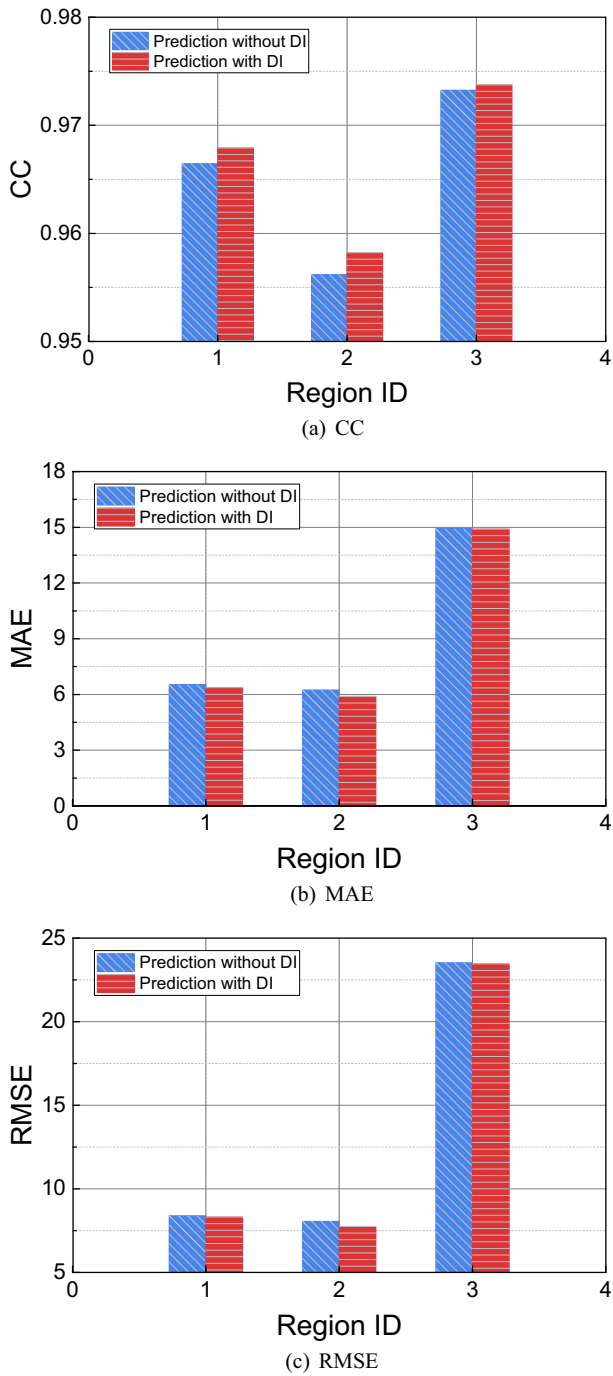 0.98
Prediction without DI
Prediction with DI
0.97
CC
0.96
0.95
0 1 2 3 4
Region ID
(a) CC
18
Prediction without DI
Prediction with DI
15
12
MAE
9
6
3
0
0 1 2 3 4
Region ID
(b) MAE
25
Prediction without DI
Prediction with DI
20
RMSE
15
10
5
0 1 2 3 4
Region ID
(c) RMSE